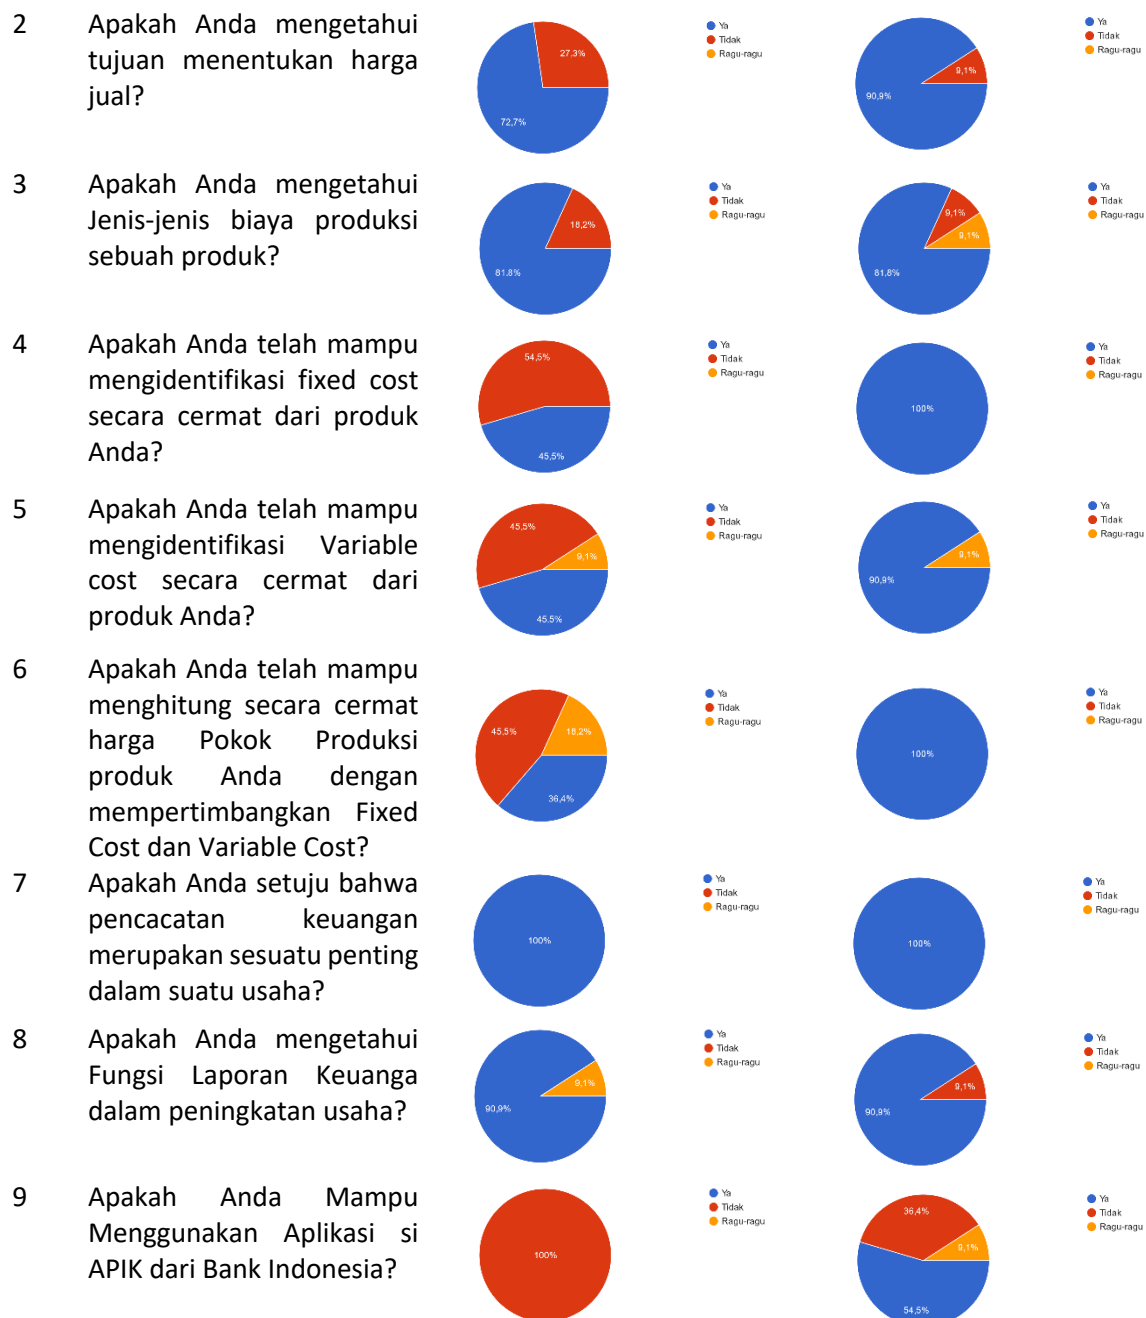 2
Apakah Anda mengetahui
tujuan menentukan harga
jual?
27,3%
72,7%
Ya
Tidak
Ragu-ragu
9,1%
90,9%
Ya
Tidak
Ragu-ragu
3
Apakah Anda mengetahui
Jenis-jenis biaya produksi
sebuah produk?
18,2%
81,8%
Ya
Tidak
Ragu-ragu
9,1%
9,1%
81,8%
Ya
Tidak
Ragu-ragu
4
Apakah Anda telah mampu
mengidentifikasi fixed cost
secara cermat dari produk
Anda?
54,5%
45,5%
Ya
Tidak
Ragu-ragu
100%
Ya
Tidak
Ragu-ragu
5
Apakah Anda telah mampu
mengidentifikasi Variable
cost secara cermat dari
produk Anda?
45,5%
9,1%
45,5%
Ya
Tidak
Ragu-ragu
9,1%
90,9%
Ya
Tidak
Ragu-ragu
6
Apakah Anda telah mampu
menghitung secara cermat
harga Pokok Produksi
produk Anda dengan
mempertimbangkan Fixed
Cost dan Variable Cost?
45,5%
18,2%
36,4%
Ya
Tidak
Ragu-ragu
100%
Ya
Tidak
Ragu-ragu
7
Apakah Anda setuju bahwa
pencacatan keuangan
merupakan sesuatu penting
dalam suatu usaha?
100%
Ya
Tidak
Ragu-ragu
100%
Ya
Tidak
Ragu-ragu
8
Apakah Anda mengetahui
Fungsi Laporan Keuanga
dalam peningkatan usaha?
9,1%
90,9%
Ya
Tidak
Ragu-ragu
9,1%
90,9%
Ya
Tidak
Ragu-ragu
9
Apakah Anda Mampu
Menggunakan Aplikasi si
APIK dari Bank Indonesia?
100%
Ya
Tidak
Ragu-ragu
36,4%
9,1%
54,5%
Ya
Tidak
Ragu-ragu